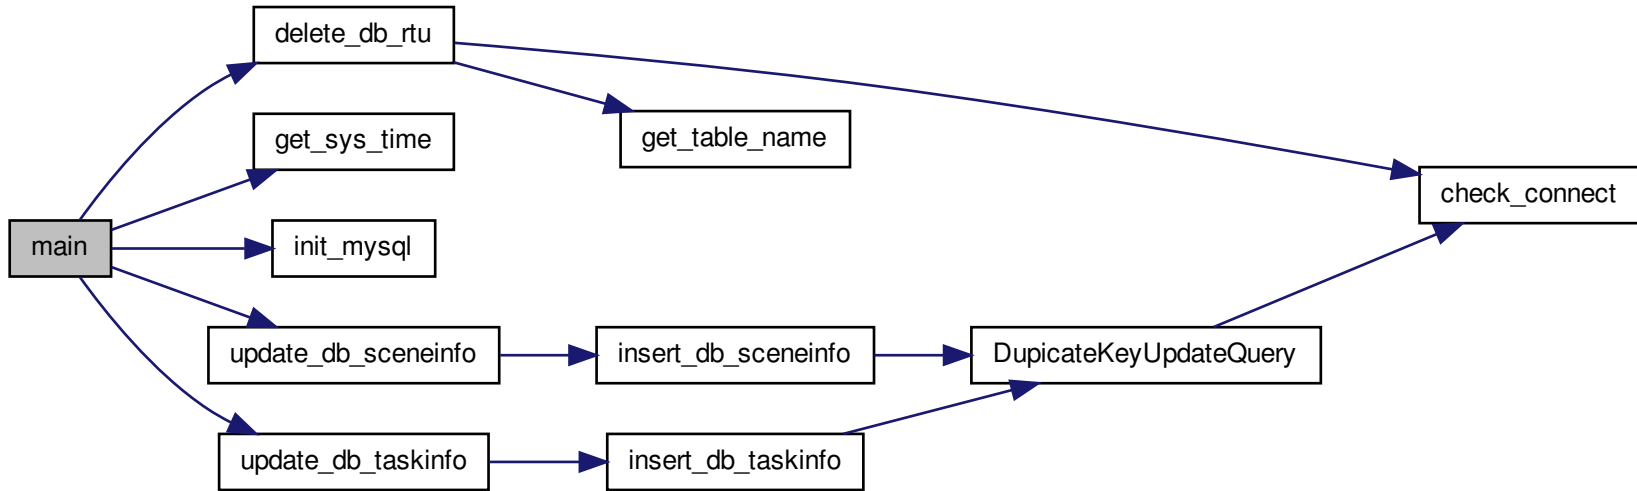 delete_db_rtu
get_sys_time
get_table_name
check_connect
main
init_mysql
update_db_sceneinfo
insert_db_sceneinfo
DupicateKeyUpdateQuery
update_db_taskinfo
insert_db_taskinfo